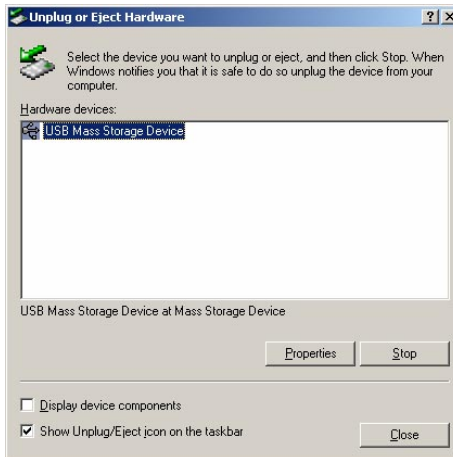 Unplug or Eject Hardware
Select the device you want to unplug or eject, and then click Stop. When
Windows notifies you that it is safe to do so unplug the device from your
computer.
Hardware devices:
USB Mass Storage Device
USB Mass Storage Device at Mass Storage Device
Properties Stop
Display device components
Show Unplug/Eject icon on the taskbar
Close